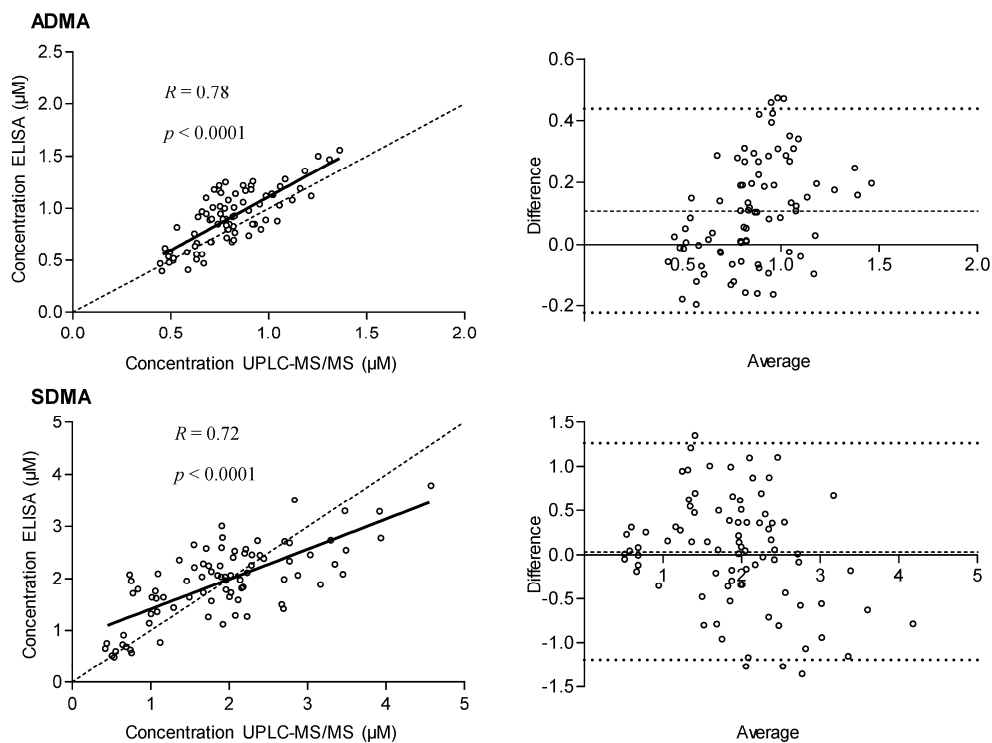 ADMA
2.5
2.0
1.5
1.0
0.5
0.0
Concentration ELISA (µM)
R = 0.78
p < 0.0001
0.0 0.5 1.0 1.5 2.0
Concentration UPLC-MS/MS (µM)
0.6
0.4
0.2
0.0
-0.2
Difference
0.5 1.0 1.5 2.0
Average
SDMA
5
4
3
2
1
0
Concentration ELISA (µM)
R = 0.72
p < 0.0001
0 1 2 3 4 5
Concentration UPLC-MS/MS (µM)
1.5
1.0
0.5
0.0
-0.5
-1.0
-1.5
Difference
1 2 3 4 5
Average